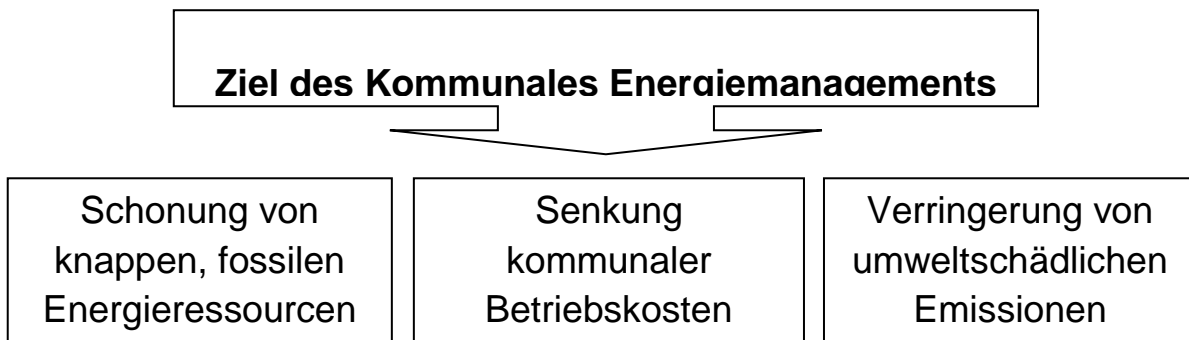 Ziel des Kommunales Energiemanagements
Schonung von
knappen, fossilen
Energieressourcen
Senkung
kommunaler
Betriebskosten
Verringerung von
umweltschädlichen
Emissionen